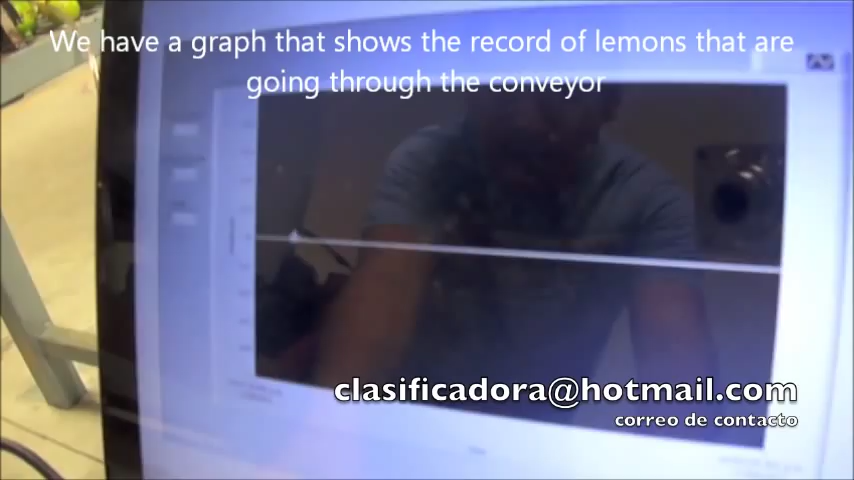 We have a graph that shows the record of lemons that are
going through the conveyor
clasificadora@hotmail.com
correo de contacto